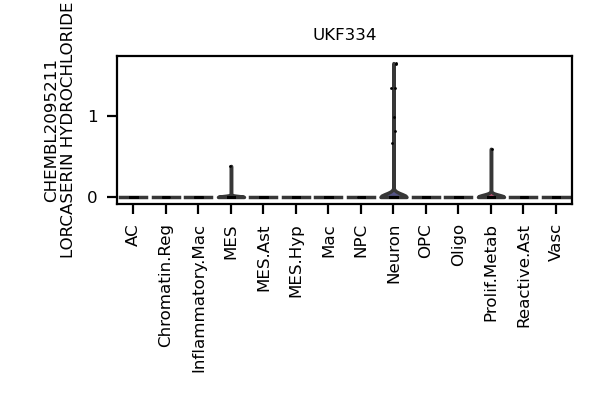 UKF334
CHEMBL2095211
LORCASERIN HYDROCHLORIDE
1
0
AC
Chromatin.Reg
Inflammatory.Mac
MES
MES.Ast
MES.Hyp
Mac
NPC
Neuron
OPC
Oligo
Prolif.Metab
Reactive.Ast
Vasc